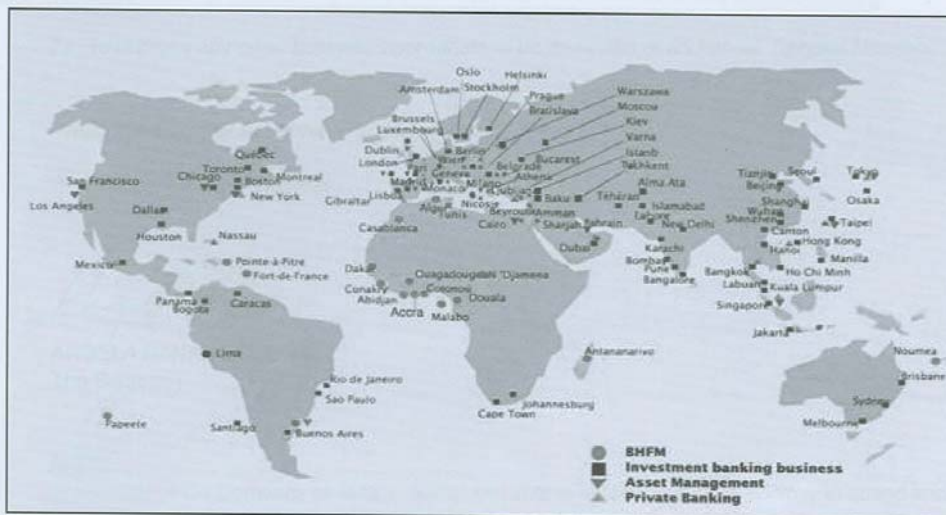 Oslo
Helsinki
Amsterdam
Stockholm
Prague
Warszawa
Bratislava
Moscow
Brussels
Luxembourg
Kiev
Quebec
Dublin
Berlin
Varna
Toronto
London
Wien
Belgrade
Bucarest
Istanb
Tizniin
Seoul
Tokyo
Chicago
Boston
Montreal
Geneva
Athens
Takhkent
Beijing
Sao Francisco
Madrid
Monaco
Milano
Alma Ata
Shanghai
Osaka
New York
Lisboa
Baku
Téhéran
Islamabad
Los Angeles
Dallas
Gibraltar
Alger
Tunis
Nicosie
Beyrouth
Amman
Lahore
New Delhi
Wuhan
Shenzhen
Taipei
Casablanca
Cairo
Sharjah
Bahrain
Canton
Houston
Nassau
Dubai
Karachi
Hanoi
Hong Kong
Mexico
Pointe-à-Pitre
Dakar
Bombay
Manilla
Fort-de-France
Ouagadougou
N'Djamena
Pune
Bangkok
Ho Chi Minh
Conakry
Cotonou
Bangalore
Labuan
Panama
Caracas
Abidjan
Douala
Kuala Lumpur
Bogota
Accra
Malabo
Singapore
Jakarta
Lima
Antananarivo
Noumea
Rio de Janeiro
Brisbane
Sao Paulo
Johannesburg
Sydney
Papeete
Santiago
Cape Town
Melbourne
Buenos Aires
BHFM
Investment banking business
Asset Management
Private Banking